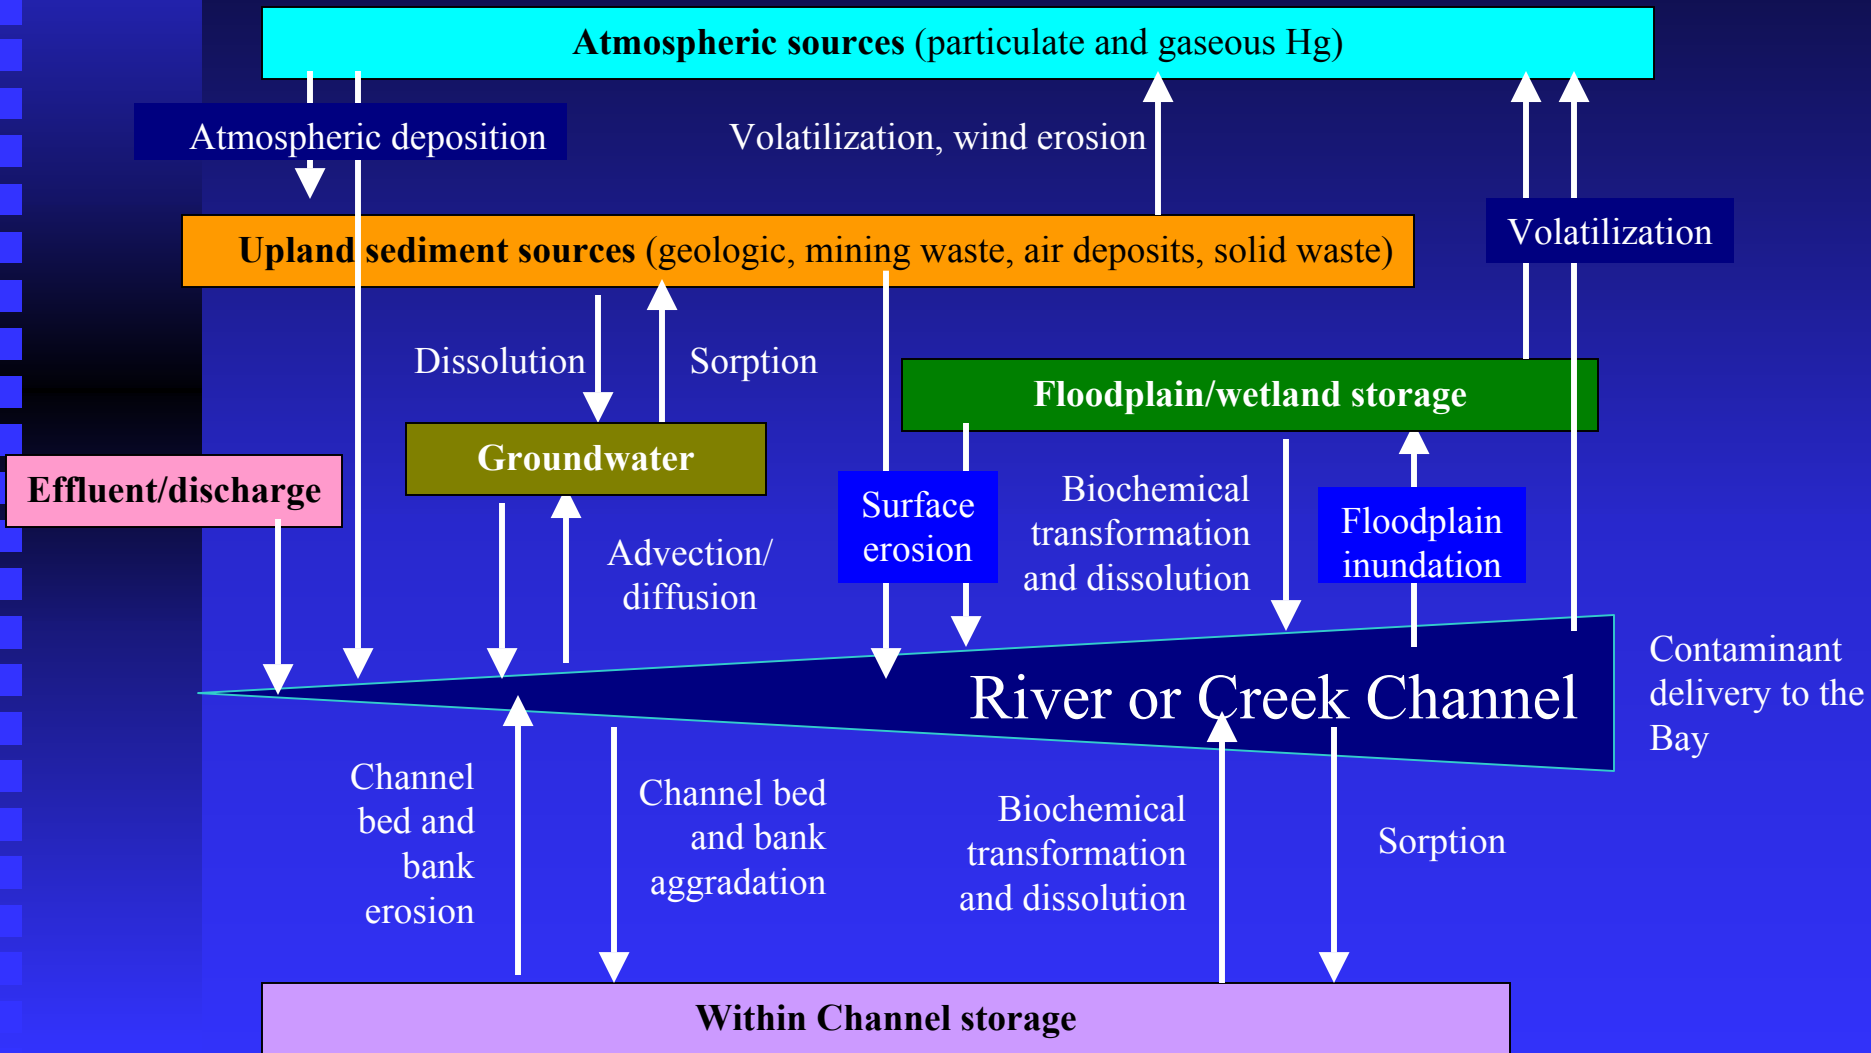 Atmospheric sources (particulate and gaseous Hg)
Atmospheric deposition
Volatilization, wind erosion
Volatilization
Upland sediment sources (geologic, mining waste, air deposits, solid waste)
Dissolution
Sorption
Floodplain/wetland storage
Groundwater
Effluent/discharge
Surface
erosion
Biochemical
transformation
and dissolution
Floodplain
inundation
Advection/
diffusion
River or Creek Channel
Contaminant
delivery to the
Bay
Channel
bed and
bank
erosion
Channel bed
and bank
aggradation
Biochemical
transformation
and dissolution
Sorption
Within Channel storage